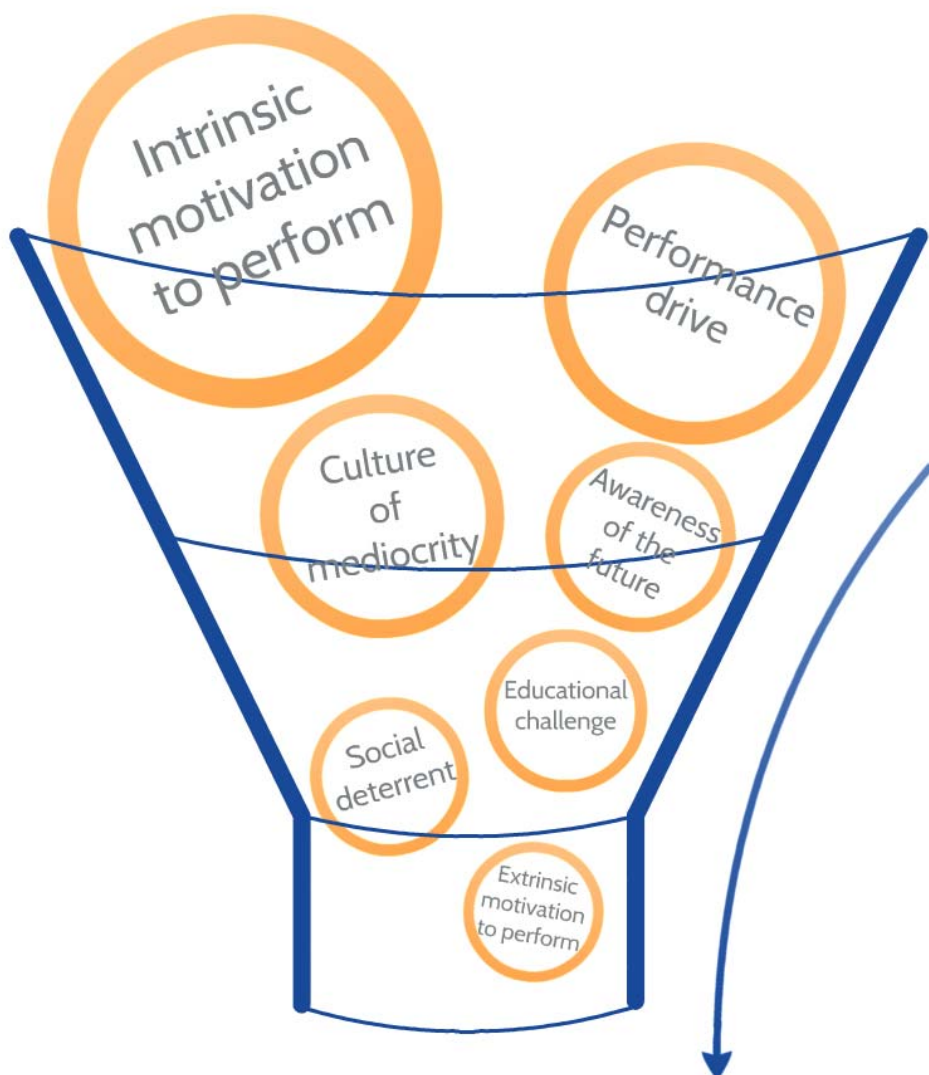 Intrinsic
motivation
to perform
Performance
drive
Culture
of
mediocrity
Awareness
of the
future
Educational
challenge
Social
deterrent
Extrinsic
motivation
to perform